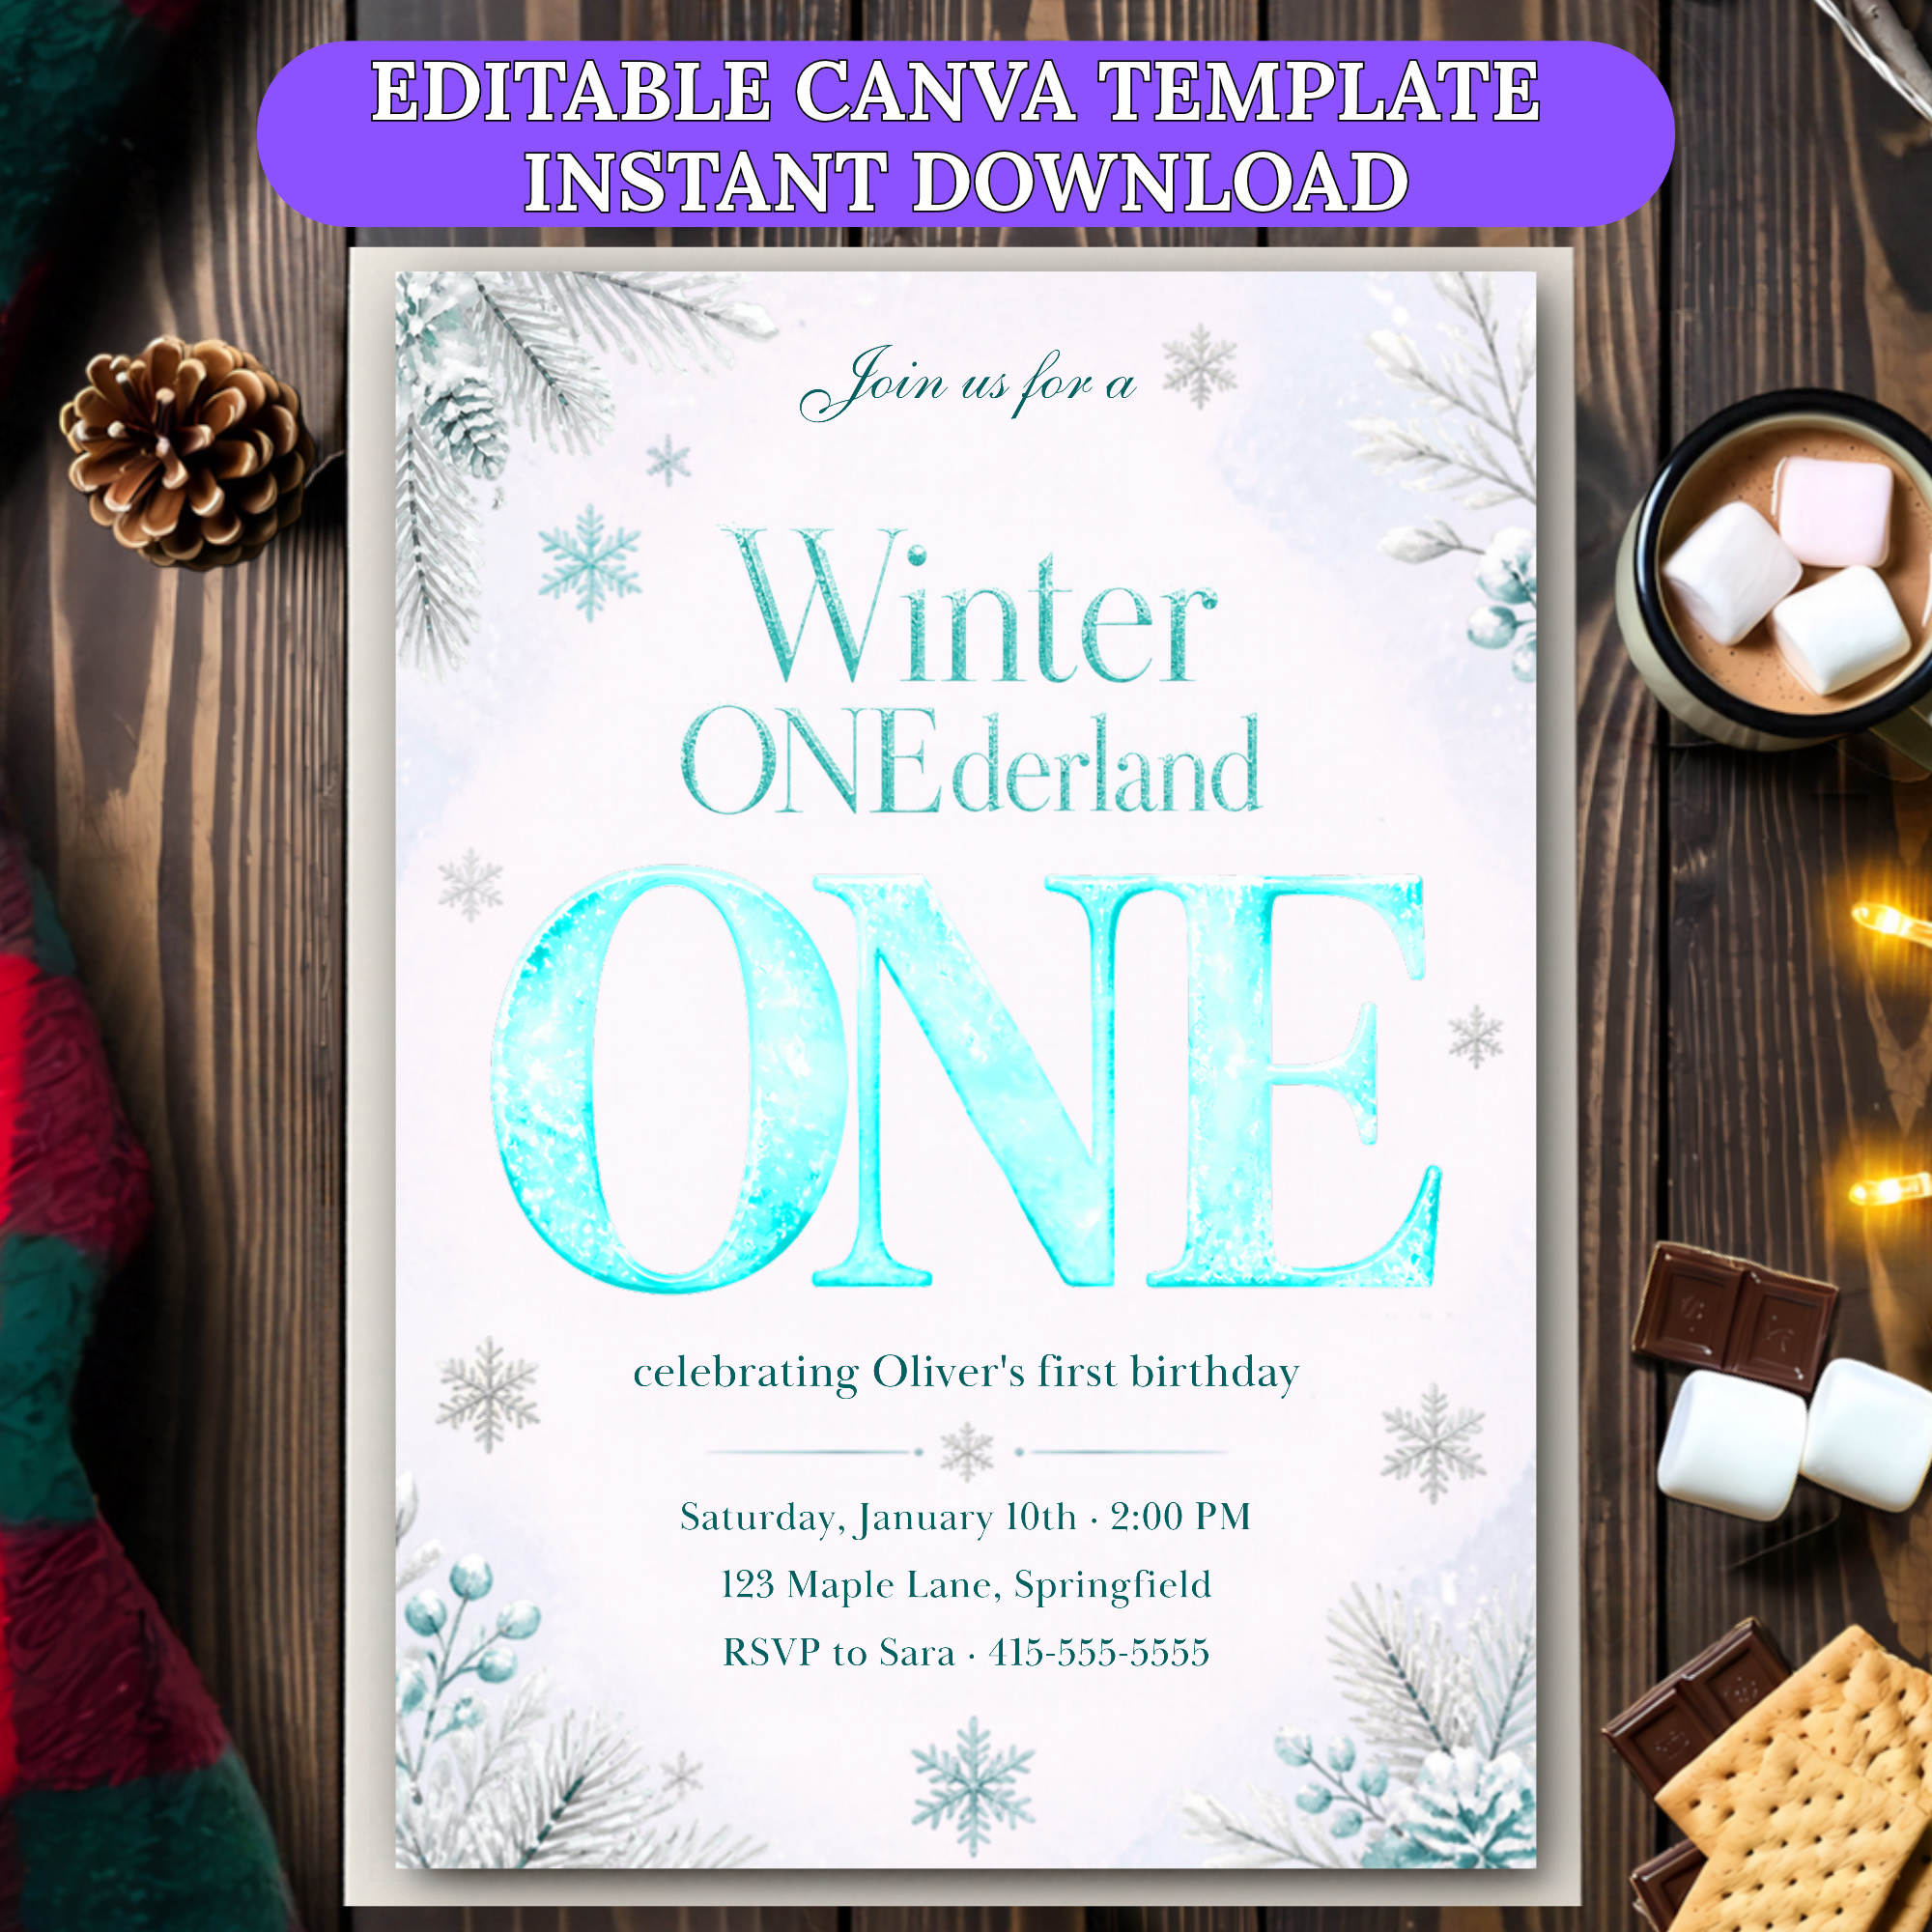 EDITABLE CANVA TEMPLATE
INSTANT DOWNLOAD
Join us for a
Winter
ONEderland
ONE
celebrating Oliver's first birthday
Saturday, January 10th · 2:00 PM
123 Maple Lane, Springfield
RSVP to Sara · 415-555-5555